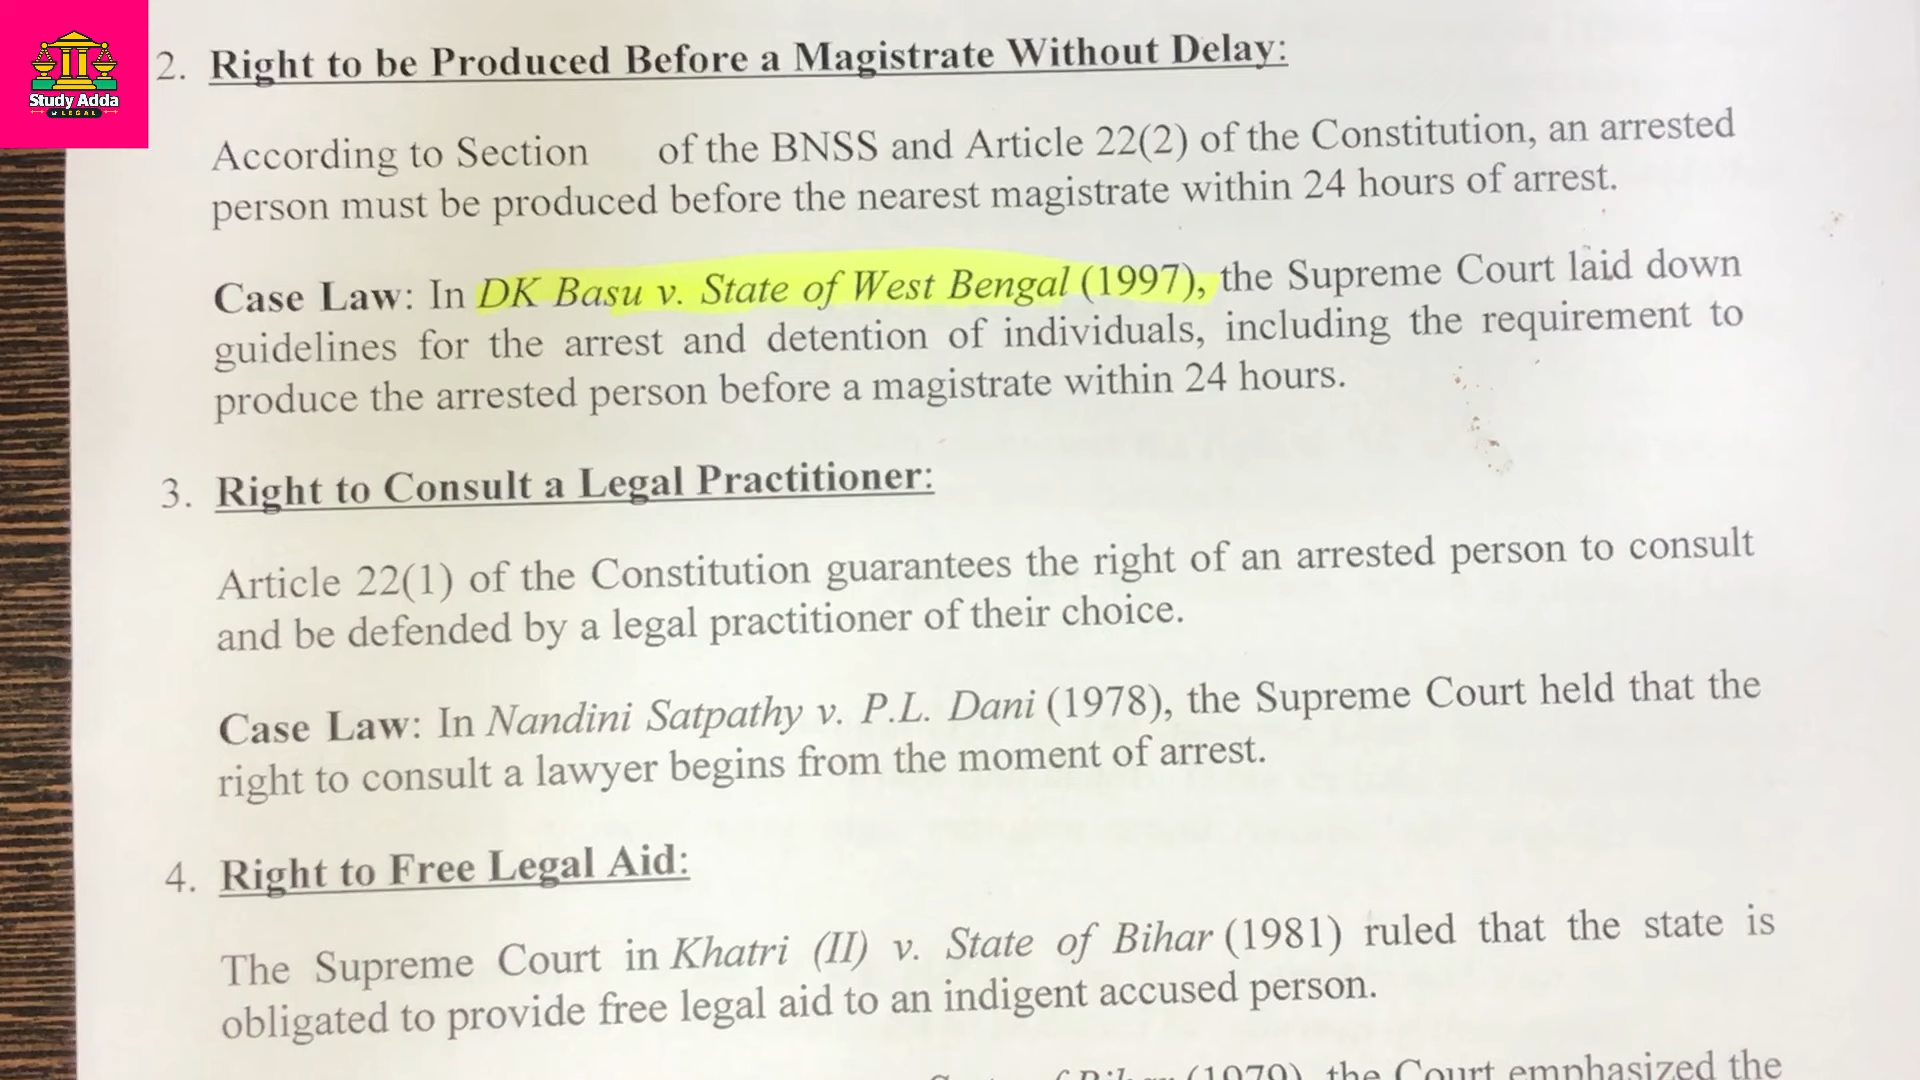 Study Adda
LEGAL
2. Right to be Produced Before a Magistrate Without Delay:
According to Section of the BNSS and Article 22(2) of the Constitution, an arrested
person must be produced before the nearest magistrate within 24 hours of arrest.
Case Law: In DK Basu v. State of West Bengal (1997), the Supreme Court laid down
guidelines for the arrest and detention of individuals, including the requirement to
produce the arrested person before a magistrate within 24 hours.
3. Right to Consult a Legal Practitioner:
Article 22(1) of the Constitution guarantees the right of an arrested person to consult
and be defended by a legal practitioner of their choice.
Case Law: In Nandini Satpathy v. P.L. Dani (1978), the Supreme Court held that the
right to consult a lawyer begins from the moment of arrest.
4. Right to Free Legal Aid:
The Supreme Court in Khatri (II) v. State of Bihar (1981) ruled that the state is
obligated to provide free legal aid to an indigent accused person.
(1979), the Court emphasized the